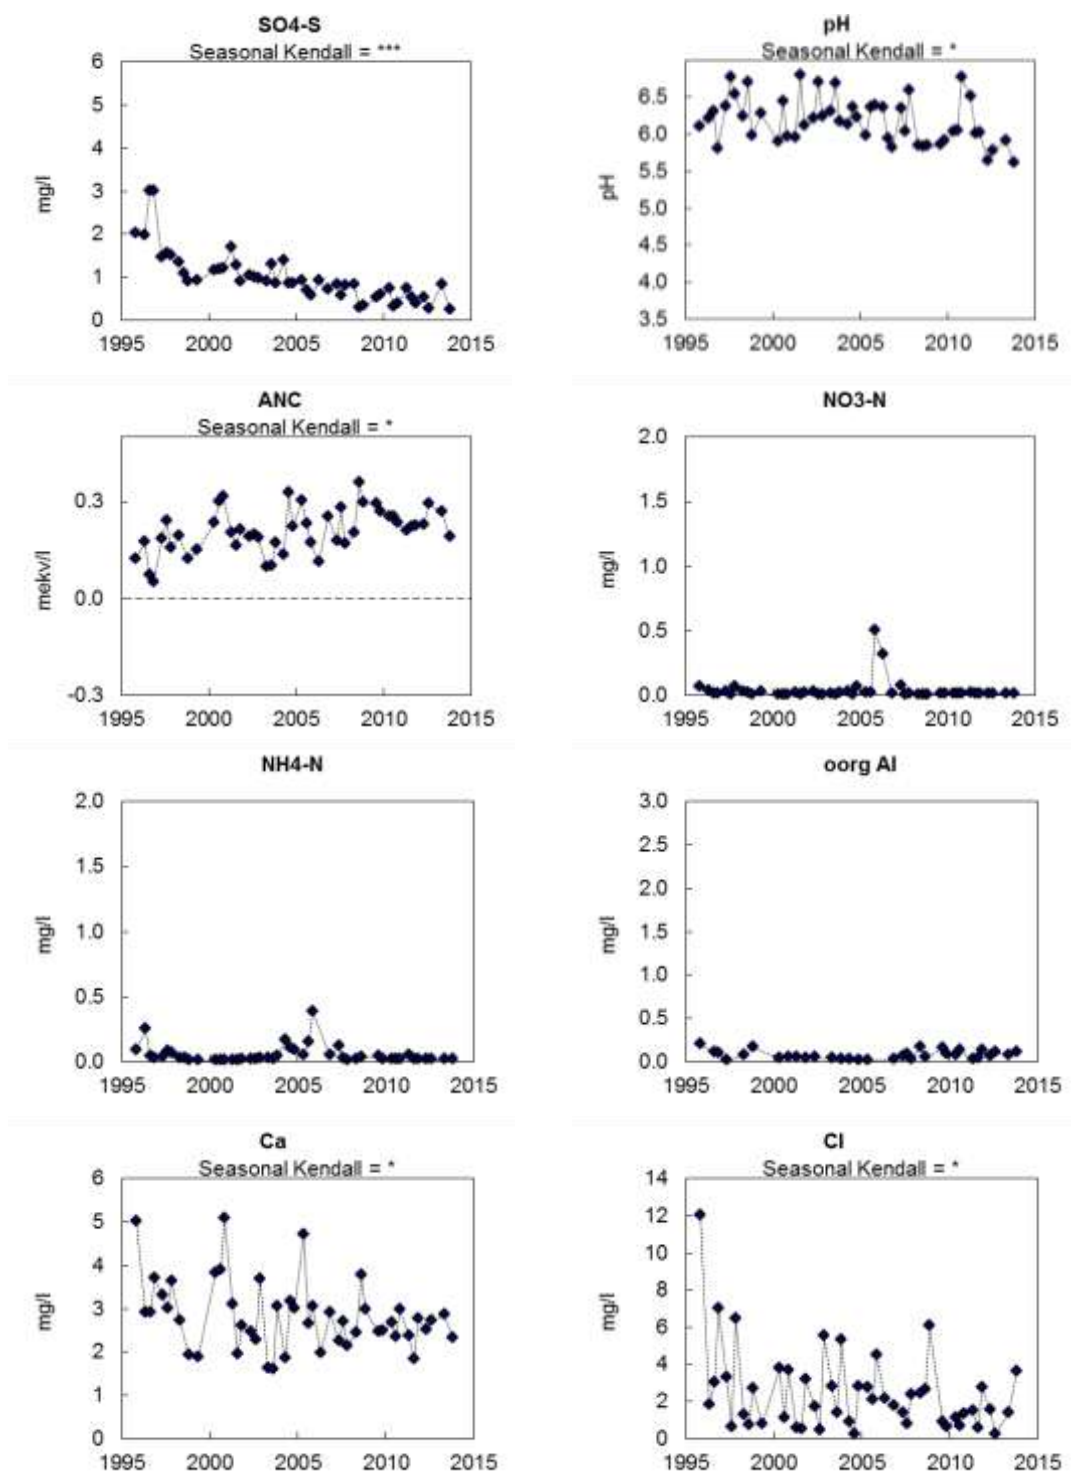 SO4-S
Seasonal Kendall = ***
6
5
4
3
2
1
0
mg/l
1995 2000 2005 2010 2015
pH
Seasonal Kendall = *
6.5
6.0
5.5
5.0
4.5
4.0
3.5
pH
1995 2000 2005 2010 2015
ANC
Seasonal Kendall = *
0.3
0.0
-0.3
mekv/l
1995 2000 2005 2010 2015
NO3-N
2.0
1.5
1.0
0.5
0.0
mg/l
1995 2000 2005 2010 2015
NH4-N
2.0
1.5
1.0
0.5
0.0
mg/l
1995 2000 2005 2010 2015
oorg Al
3.0
2.5
2.0
1.5
1.0
0.5
0.0
mg/l
1995 2000 2005 2010 2015
Ca
Seasonal Kendall = *
6
5
4
3
2
1
0
mg/l
1995 2000 2005 2010 2015
Cl
Seasonal Kendall = *
14
12
10
8
6
4
2
0
mg/l
1995 2000 2005 2010 2015